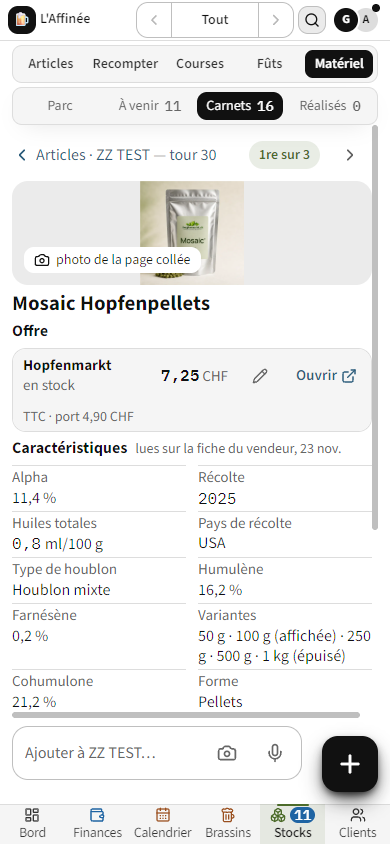 L'Affinée
Tout
G
A
Articles
Recompter
Courses
Fûts
Matériel
Parc
À venir 11
Carnets 16
Réalisés 0
Articles · ZZ TEST — tour 30
1re sur 3
Mosaic
photo de la page collée
Mosaic Hopfenpellets
Offre
Hopfenmarkt
en stock
7,25 CHF
Ouvrir
TTC · port 4,90 CHF
Caractéristiques lues sur la fiche du vendeur, 23 nov.
Alpha
11,4 %
Récolte
2025
Huiles totales
0,8 ml/100 g
Pays de récolte
USA
Type de houblon
Houblon mixte
Humulène
16,2 %
Farnésène
0,2 %
Variantes
50 g · 100 g (affichée) · 250
g · 500 g · 1 kg (épuisé)
Cohumulone
21,2 %
Forme
Pellets
Ajouter à ZZ TEST…
Bord
Finances
Calendrier
Brassins
11
Stocks
Clients